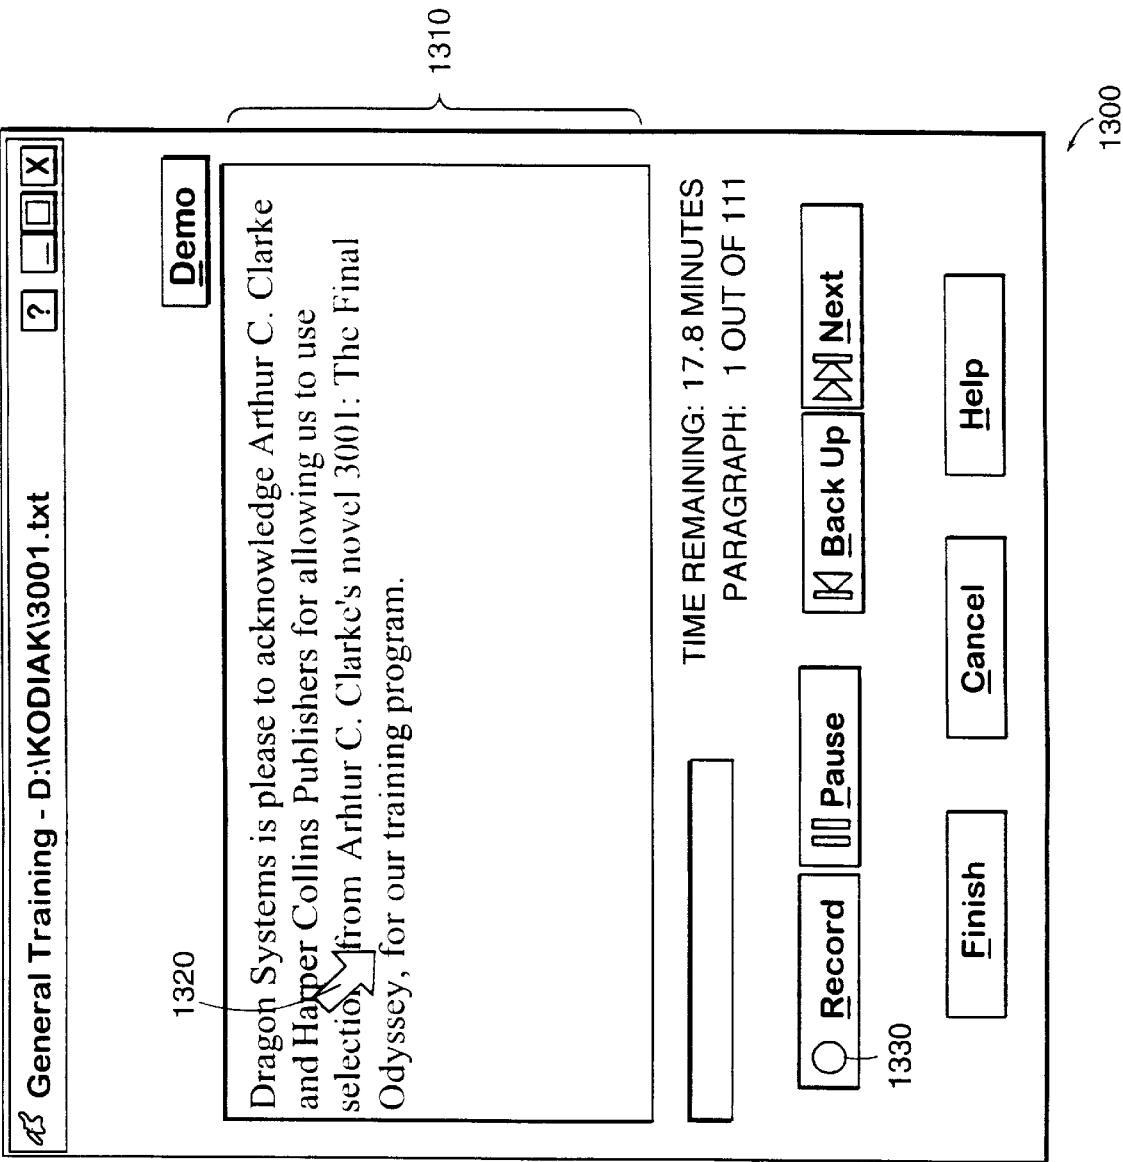 General Training - D:\KODIAK\3001.txt ? _ □ X
Demo
Dragon Systems is please to acknowledge Arthur C. Clarke
and Harper Collins Publishers for allowing us to use
selection from Arhtur C. Clarke's novel 3001: The Final
Odyssey, for our training program.
1320
1310
TIME REMAINING: 17.8 MINUTES
PARAGRAPH: 1 OUT OF 111
Record
Pause
Back Up
Next
1330
Finish
Cancel
Help
1300